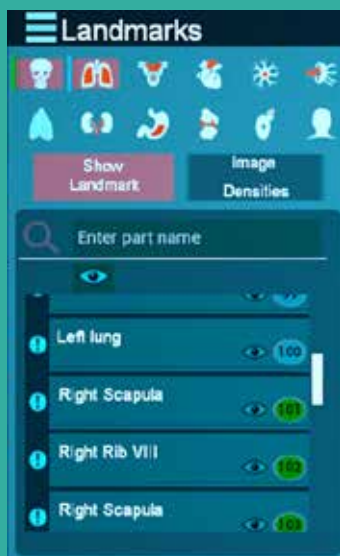 Landmarks
Show
Landmark
Image
Densities
Enter part name
Left lung
100
Right Scapula
101
Right Rib VIII
102
Right Scapula
103